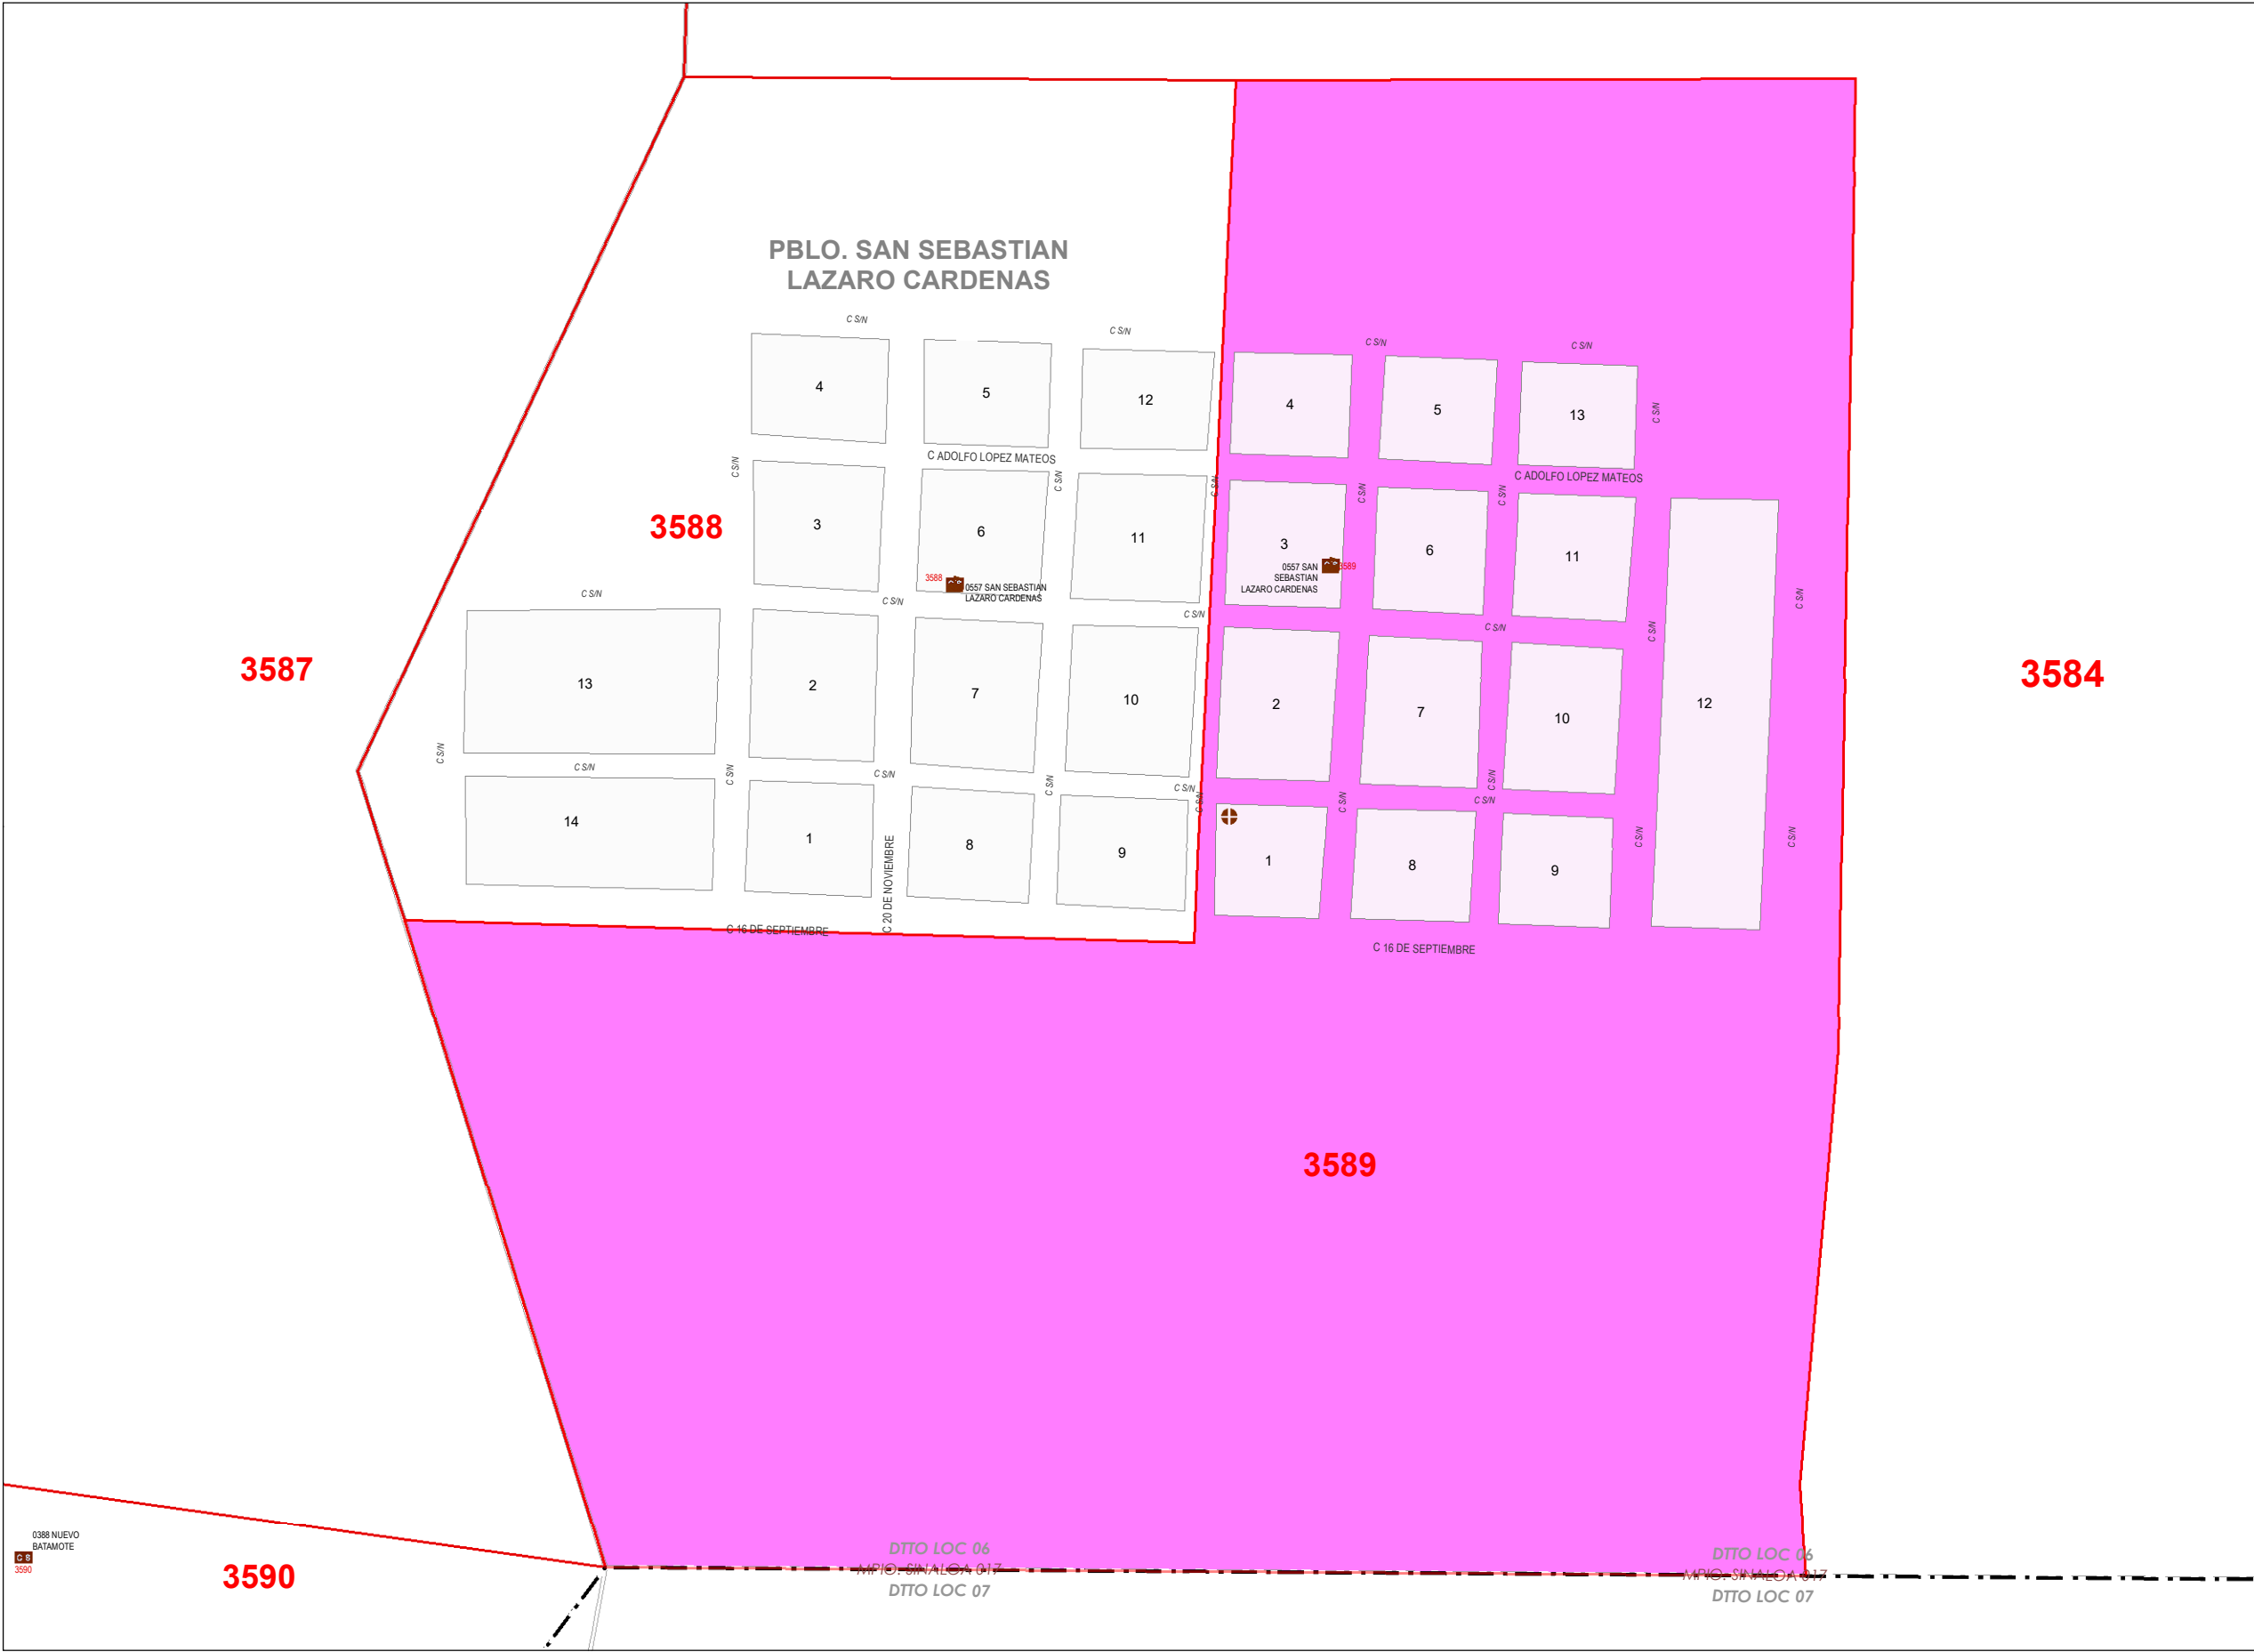 PBLO. SAN SEBASTIAN
LAZARO CARDENAS
C S/N
C S/N
C S/N
C S/N
4
5
12
4
5
13
C S/N
C ADOLFO LOPEZ MATEOS
C ADOLFO LOPEZ MATEOS
C S/N
C S/N
C S/N
C S/N
C S/N
3588
3
6
11
3
6
11
12
3588
0557 SAN SEBASTIAN
LAZARO CARDENAS
0557 SAN
SEBASTIAN
LAZARO CARDENAS
3589
C S/N
C S/N
C S/N
C S/N
C S/N
C S/N
3587
13
2
7
10
2
7
10
3584
C S/N
C S/N
C S/N
C S/N
C S/N
C S/N
C S/N
C S/N
C S/N
C S/N
C S/N
C S/N
14
1
8
9
1
8
9
C 20 DE NOVIEMBRE
C 16 DE SEPTIEMBRE
C 16 DE SEPTIEMBRE
3589
0388 NUEVO
BATAMOTE
C S
3590
3590
DTTO LOC 06
MPIO. SINALOA 017
DTTO LOC 07
DTTO LOC 06
MPIO. SINALOA 017
DTTO LOC 07